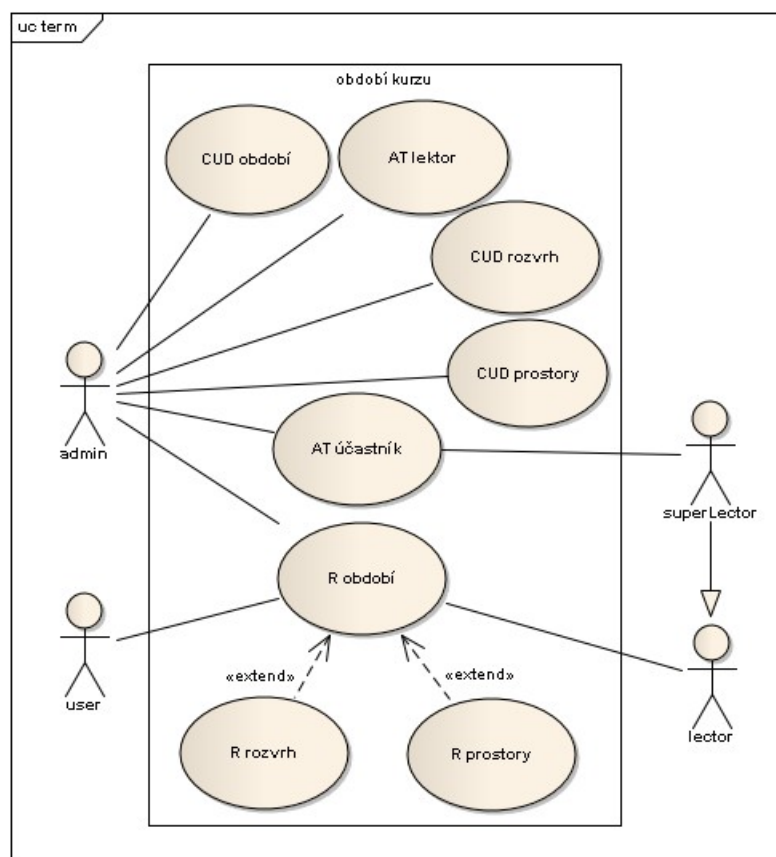 uc term
období kurzu
CUD období
AT lektor
CUD rozvrh
CUD prostory
admin
AT účastník
superLector
R období
user
«extend»
«extend»
lector
R rozvrh
R prostory